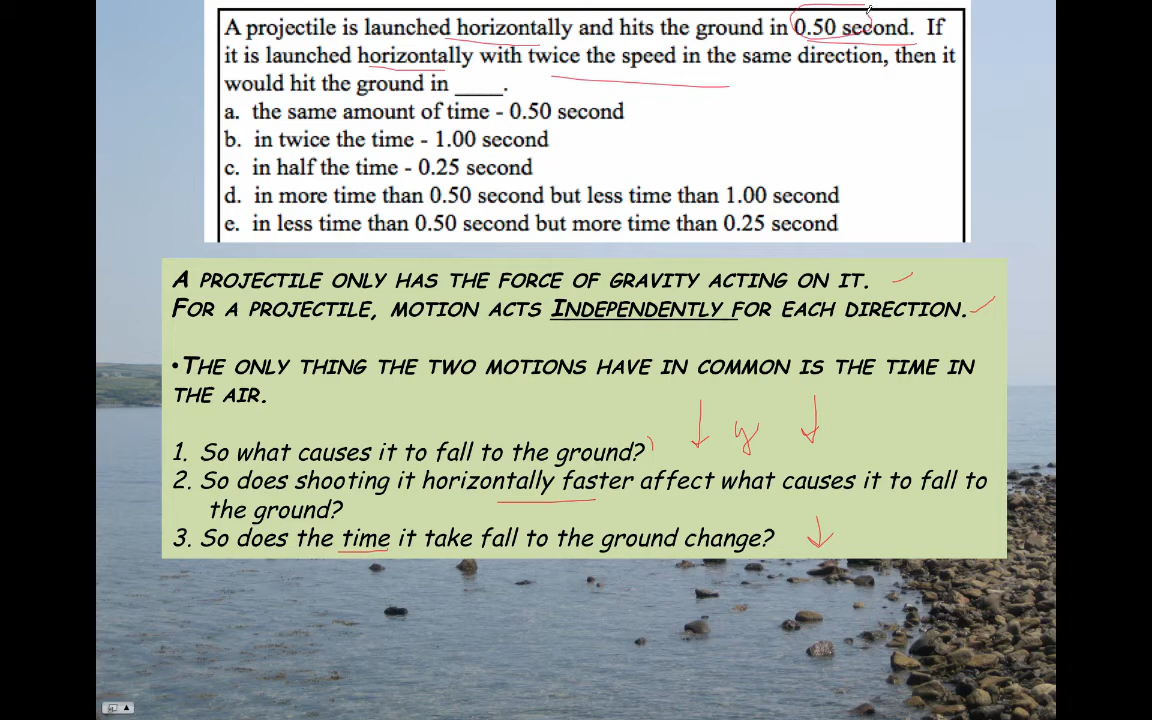 A projectile is launched horizontally and hits the ground in 0.50 second. If
it is launched horizontally with twice the speed in the same direction, then it
would hit the ground in _____.
a. the same amount of time - 0.50 second
b. in twice the time - 1.00 second
c. in half the time - 0.25 second
d. in more time than 0.50 second but less time than 1.00 second
e. in less time than 0.50 second but more time than 0.25 second
A PROJECTILE ONLY HAS THE FORCE OF GRAVITY ACTING ON IT.
FOR A PROJECTILE, MOTION ACTS INDEPENDENTLY FOR EACH DIRECTION.
•THE ONLY THING THE TWO MOTIONS HAVE IN COMMON IS THE TIME IN
THE AIR.
y
1. So what causes it to fall to the ground?
2. So does shooting it horizontally faster affect what causes it to fall to
the ground?
3. So does the time it take fall to the ground change?